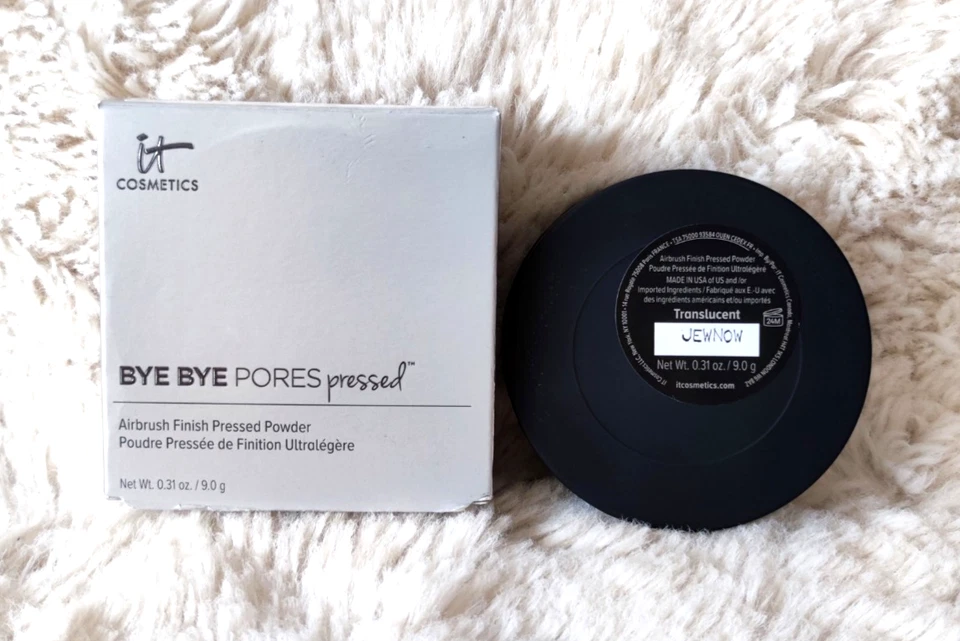 it
COSMETICS
BYE BYE PORES pressed™
Airbrush Finish Pressed Powder
Poudre Pressée de Finition Ultralégère
Net Wt. 0.31 oz. / 9.0 g
Airbrush Finish Pressed Powder
Poudre Pressée de Finition Ultralégère
MADE IN USA of US and /or
Imported Ingredients / Fabriqué aux E.-U avec
des ingrédients américains et/ou importés
Translucent
24M
JEWNOW
Net Wt. 0.31 oz. / 9.0 g
itcosmetics.com